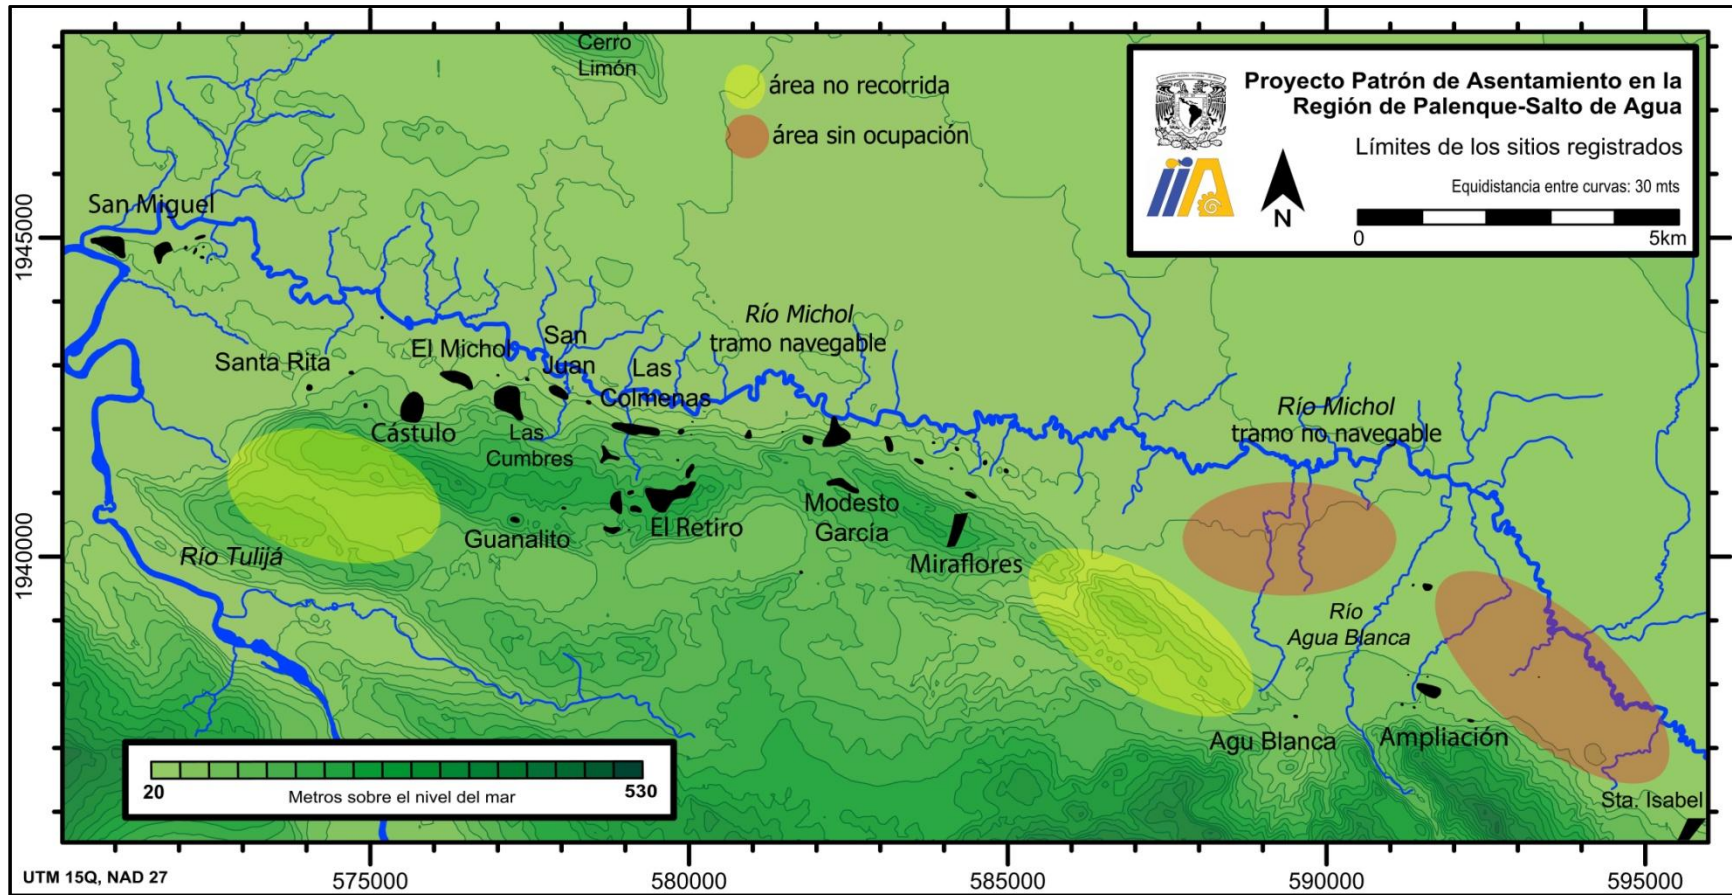 Cerro
Limón
área no recorrida
área sin ocupación
Proyecto Patrón de Asentamiento en la
Región de Palenque-Salto de Agua
Límites de los sitios registrados
Equidistancia entre curvas: 30 mts
N
0 5km
San Miguel
1945000
Santa Rita
El Michol
San
Juan
Las
Colmenas
Río Michol
tramo navegable
Cástulo
Las
Cumbres
Río Michol
tramo no navegable
Guanalito
El Retiro
Modesto
García
Miraflores
Río Tulijá
1940000
Río
Agua Blanca
Agu Blanca
Ampliación
Sta. Isabel
20 530
Metros sobre el nivel del mar
UTM 15Q, NAD 27
575000 580000 585000 590000 595000